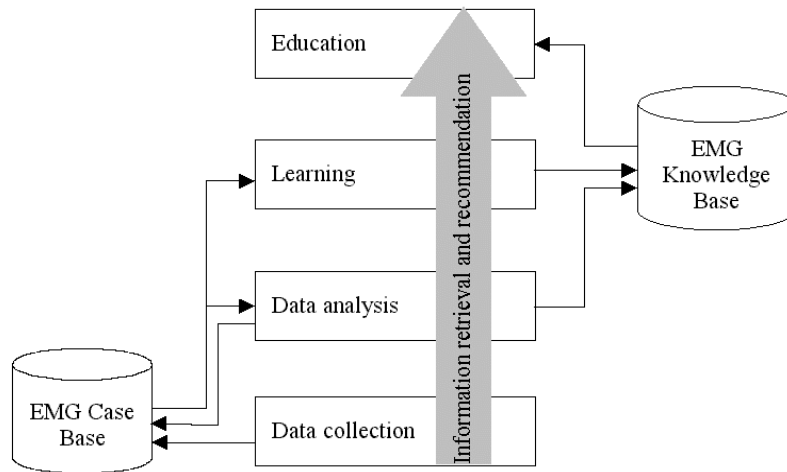 Education
Learning
Data analysis
Data collection
Information retrieval and recommendation
EMG
Knowledge
Base
EMG Case
Base